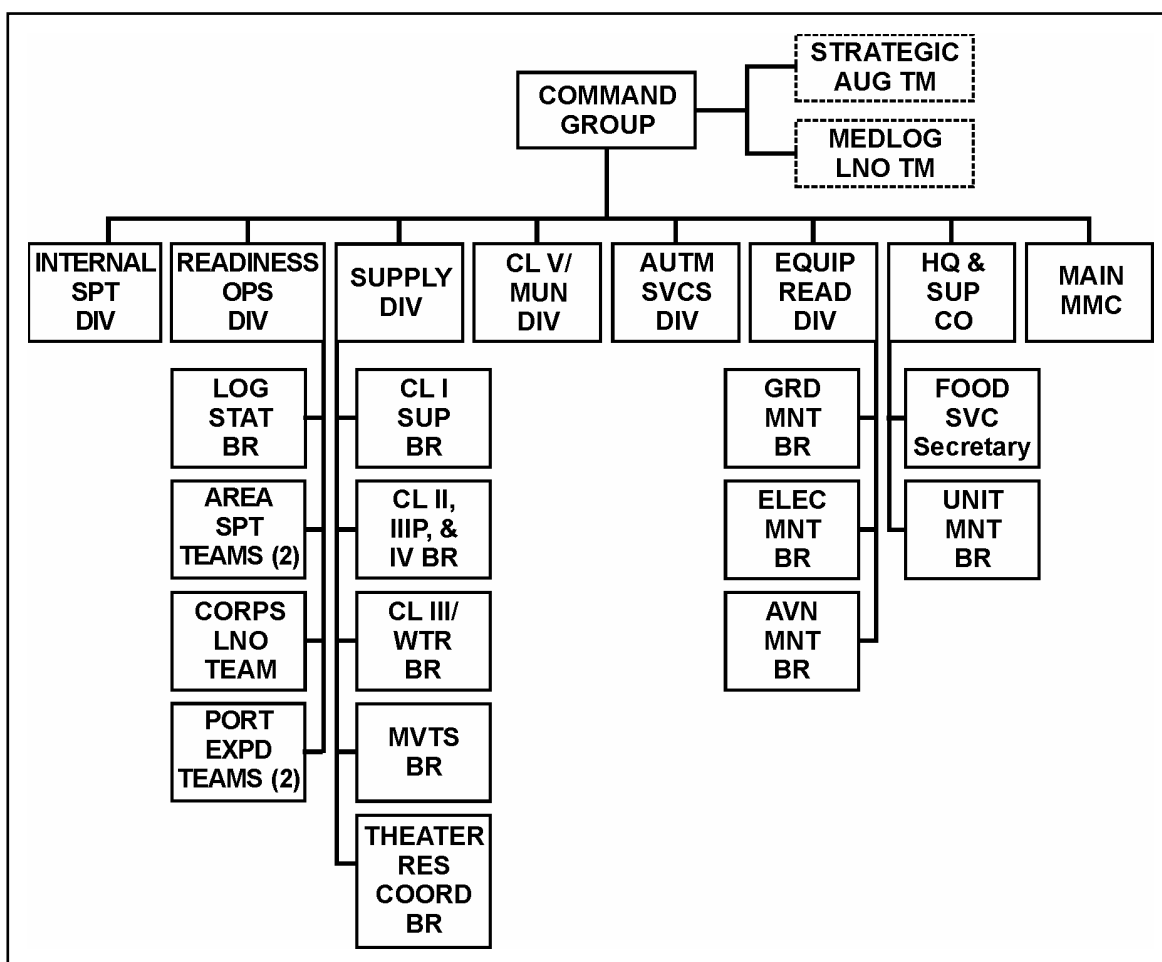 STRATEGIC
AUG TM
COMMAND
GROUP
MEDLOG
LNO TM
INTERNAL
SPT
DIV
READINESS
OPS
DIV
SUPPLY
DIV
CL V/
MUN
DIV
AUTM
SVCS
DIV
EQUIP
READ
DIV
HQ &
SUP
CO
MAIN
MMC
LOG
STAT
BR
AREA
SPT
TEAMS (2)
CORPS
LNO
TEAM
PORT
EXPD
TEAMS (2)
CL I
SUP
BR
CL II,
IIIP, &
IV BR
CL III/
WTR
BR
MVTS
BR
THEATER
RES
COORD
BR
GRD
MNT
BR
ELEC
MNT
BR
AVN
MNT
BR
FOOD
SVC
Secretary
UNIT
MNT
BR